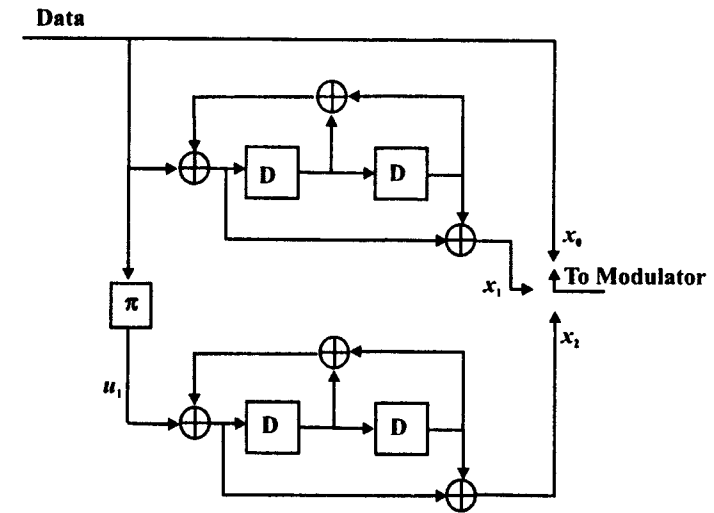 Data
D
D
x₀
x₁
To Modulator
π
x₂
u₁
D
D